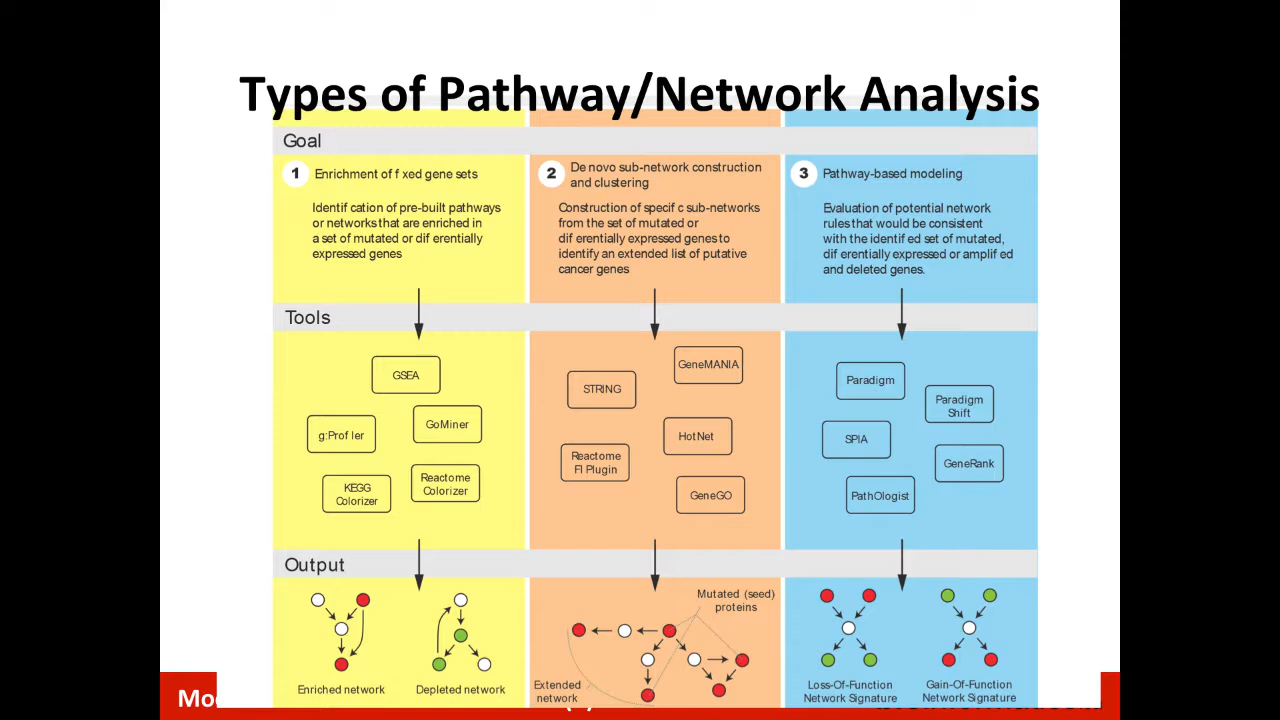 Types of Pathway/Network Analysis
Goal
1 Enrichment of f xed gene sets
Identif cation of pre-built pathways
or networks that are enriched in
a set of mutated or dif erentially
expressed genes
2 De novo sub-network construction
and clustering
Construction of specif c sub-networks
from the set of mutated or
dif erentially expressed genes to
identify an extended list of putative
cancer genes
3 Pathway-based modeling
Evaluation of potential network
rules that would be consistent
with the identif ed set of mutated,
dif erentially expressed or amplif ed
and deleted genes.
Tools
GSEA
g:Prof ler
GoMiner
KEGG
Colorizer
Reactome
Colorizer
STRING
GeneMANIA
HotNet
Reactome
FI Plugin
GeneGO
Paradigm
Paradigm
Shift
SPIA
GeneRank
PathOlogist
Output
Enriched network
Depleted network
Mutated (seed)
proteins
Extended
network
Loss-Of-Function
Network Signature
Gain-Of-Function
Network Signature